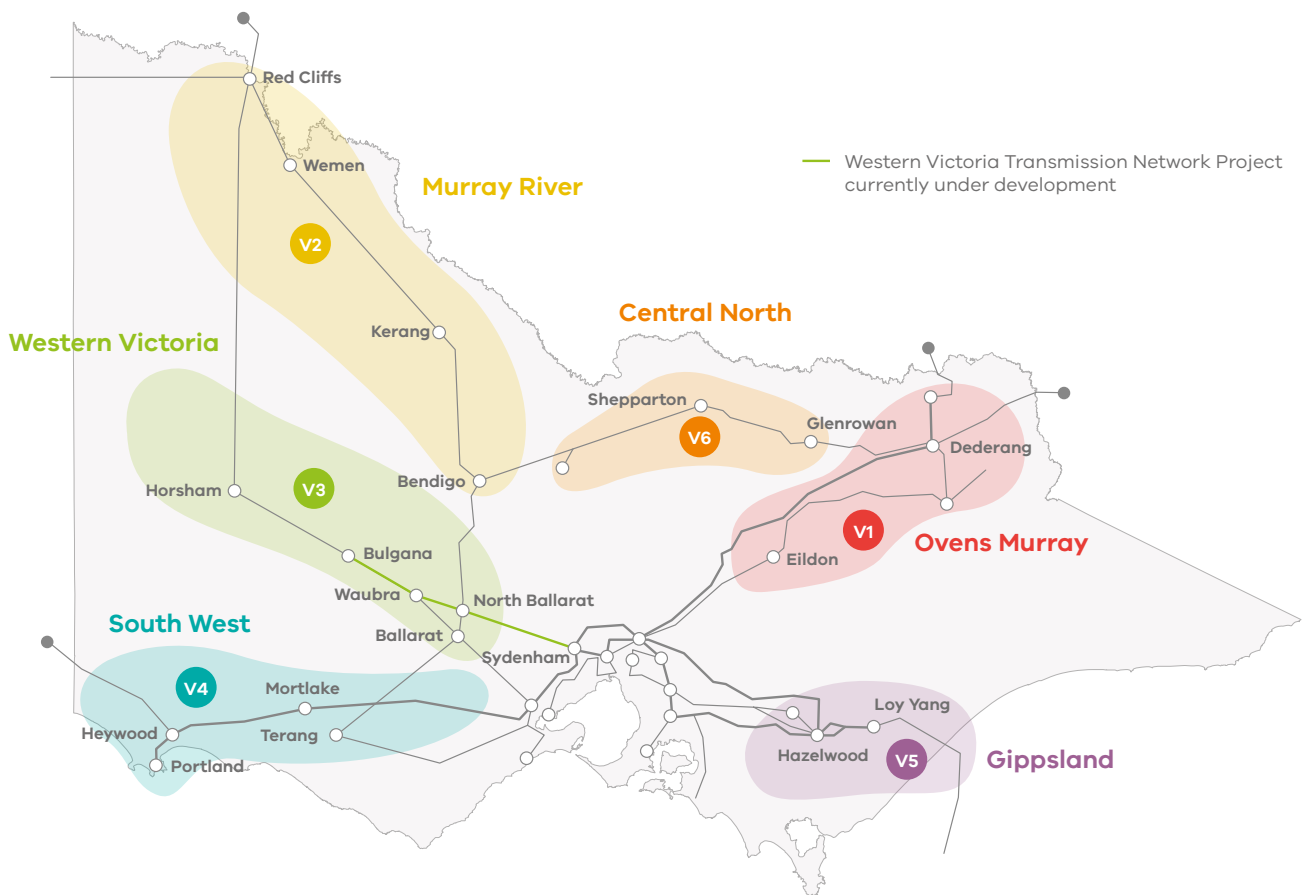 Red Cliffs
Wemen
Western Victoria Transmission Network Project
currently under development
Murray River
V2
Central North
Kerang
Western Victoria
Shepparton
Glenrowan
V6
Dederang
Bendigo
Horsham
V3
V1
Ovens Murray
Bulgana
Eildon
Waubra
North Ballarat
South West
Ballarat
Sydenham
V4
Mortlake
Loy Yang
Heywood
Terang
Hazelwood
V5
Gippsland
Portland